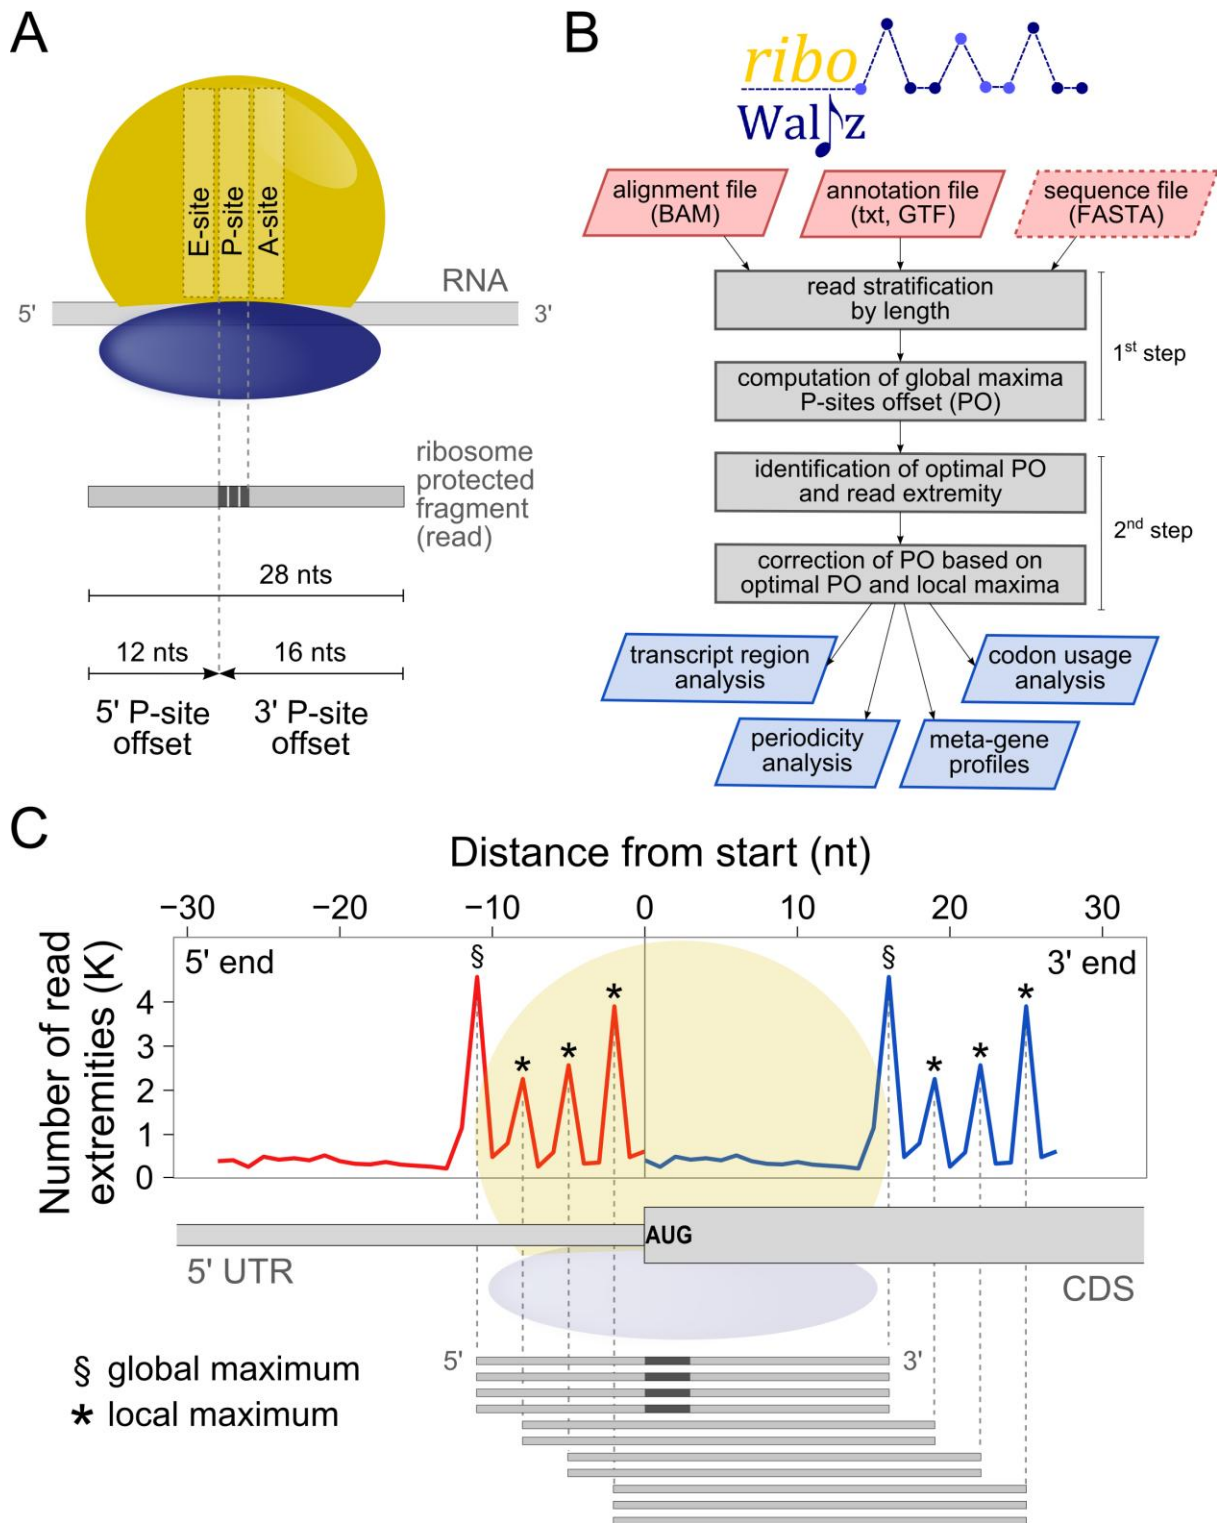 A
E-site
P-site
A-site
RNA
5'
3'
ribosome
protected
fragment
(read)
28 nts
12 nts
16 nts
5' P-site
offset
3' P-site
offset
B
ribo
Waltz
alignment file
(BAM)
annotation file
(txt, GTF)
sequence file
(FASTA)
read stratification
by length
computation of global maxima
P-sites offset (PO)
1st step
identification of optimal PO
and read extremity
correction of PO based on
optimal PO and local maxima
2nd step
transcript region
analysis
codon usage
analysis
periodicity
analysis
meta-gene
profiles
C
Distance from start (nt)
−30 −20 −10 0 10 20 30
Number of read
extremities (K)
5' end
3' end
§
§
* * *
* * *
4
3
2
1
0
AUG
5' UTR
CDS
5'
3'
§ global maximum
* local maximum